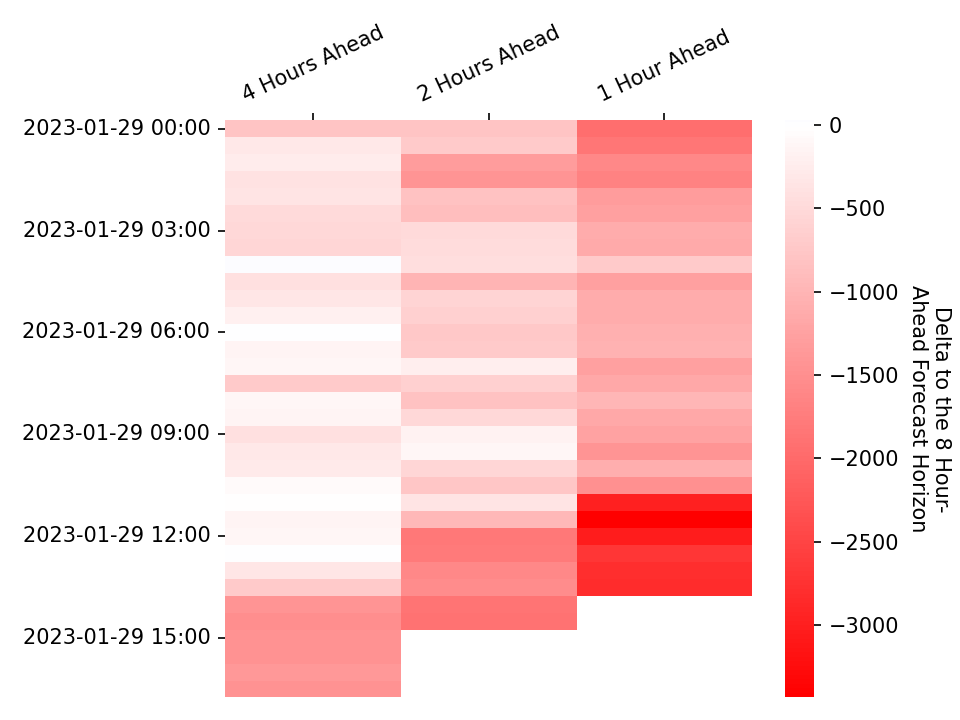 4 Hours Ahead
2 Hours Ahead
1 Hour Ahead
2023-01-29 00:00
2023-01-29 03:00
2023-01-29 06:00
2023-01-29 09:00
2023-01-29 12:00
2023-01-29 15:00
0
−500
−1000
−1500
−2000
−2500
−3000
Delta to the 8 Hour-
Ahead Forecast Horizon